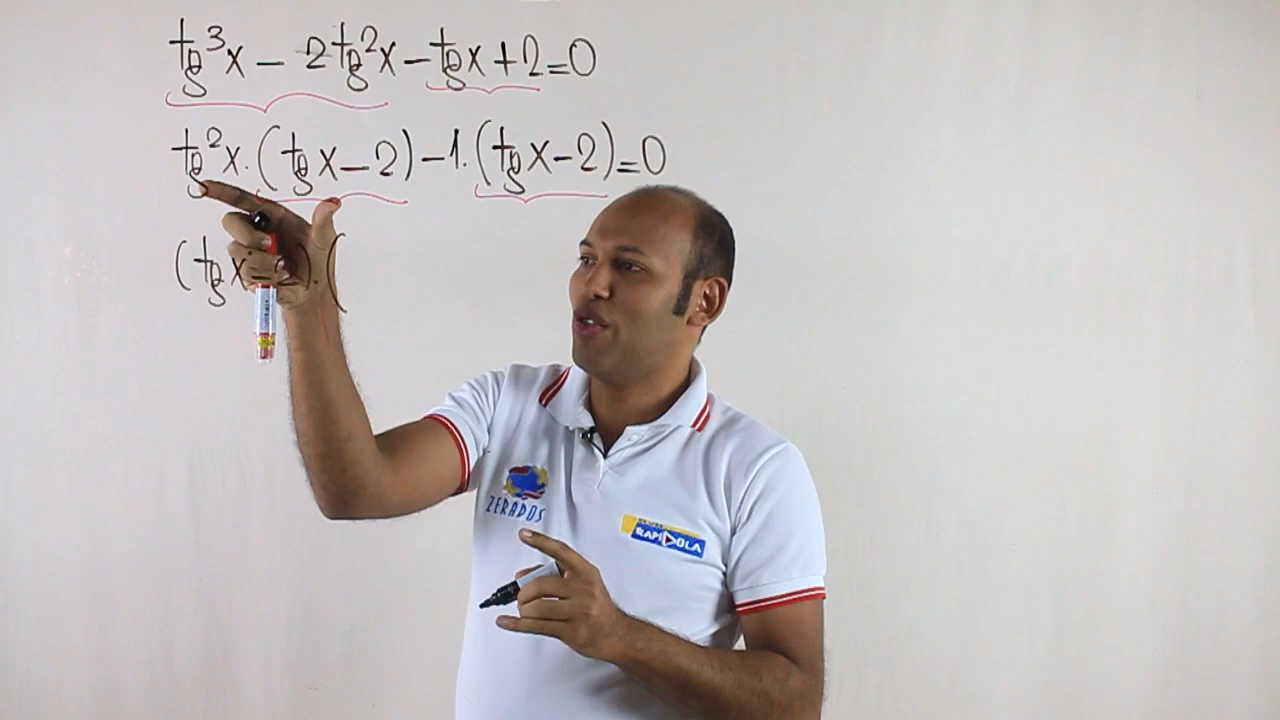 tg³x - 2tg²x - tgx + 2 = 0
tg²x · (tgx - 2) - 1 · (tgx - 2) = 0
(tgx - 2) · (
ZERADOS
RAPIDOLA